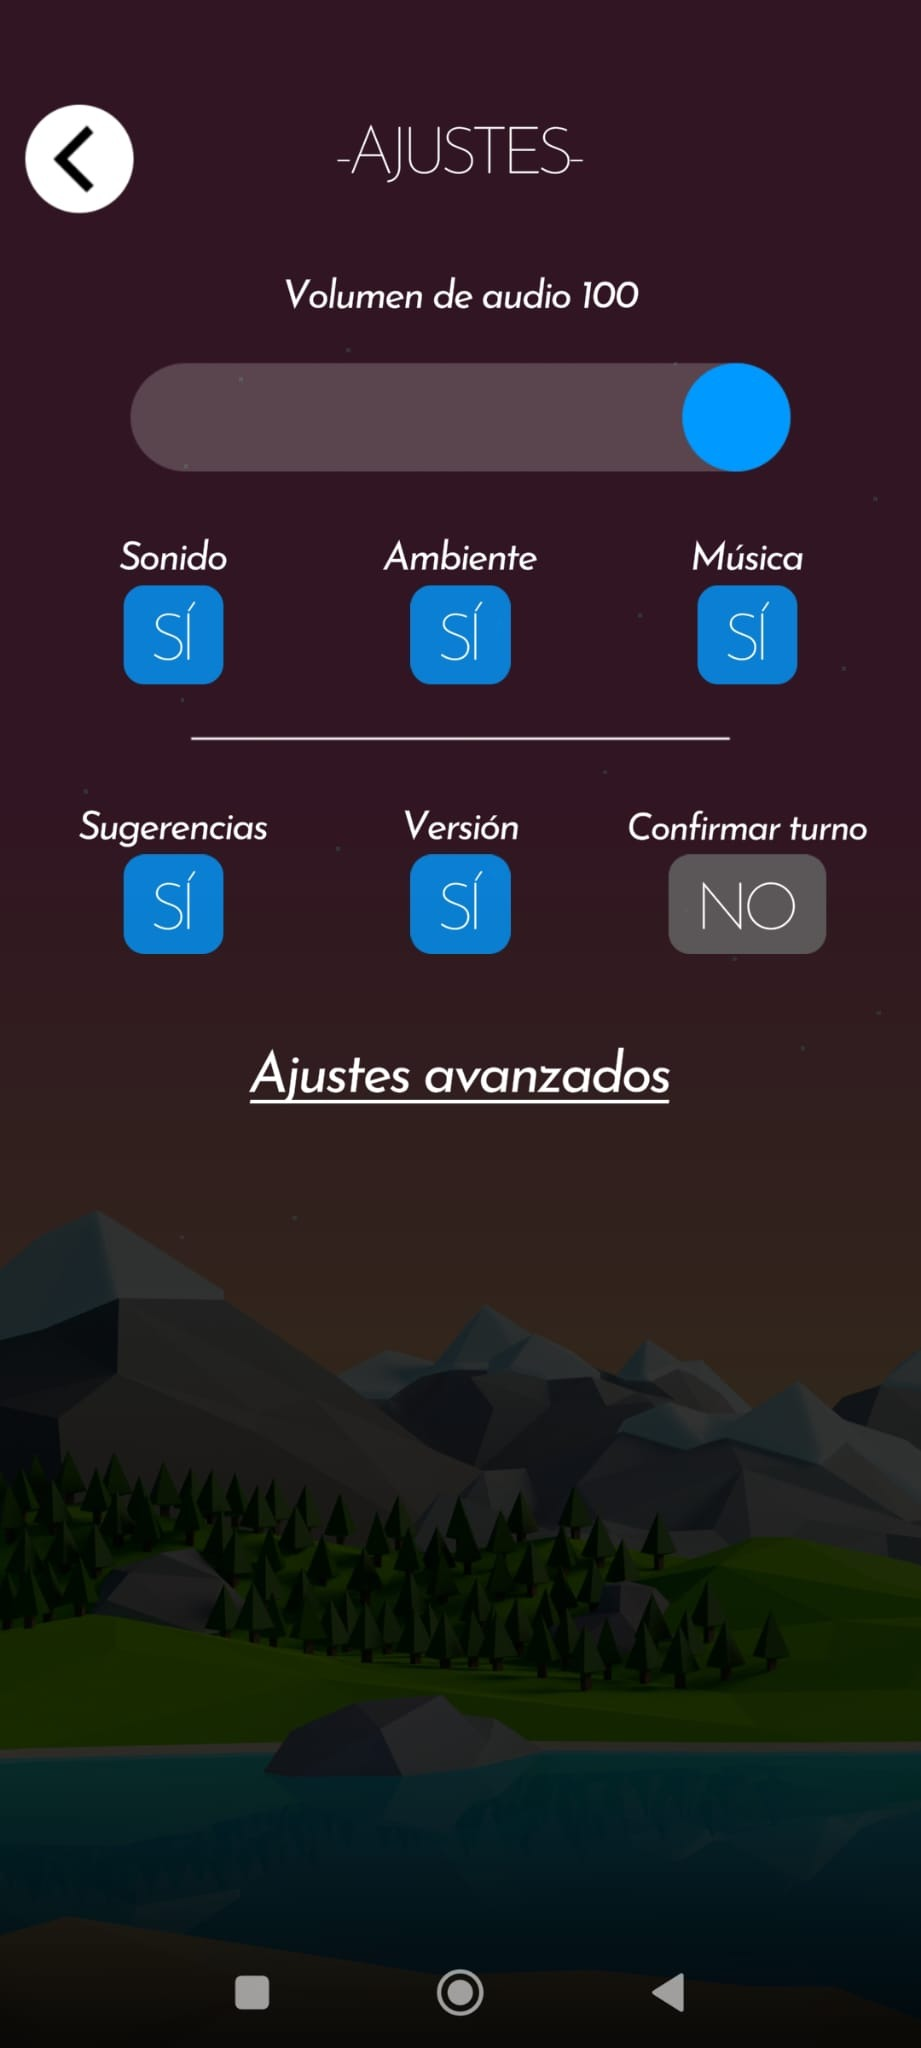 -AJUSTES-
Volumen de audio 100
Sonido Ambiente Música
SÍ SÍ SÍ
Sugerencias Versión Confirmar turno
SÍ SÍ NO
Ajustes avanzados